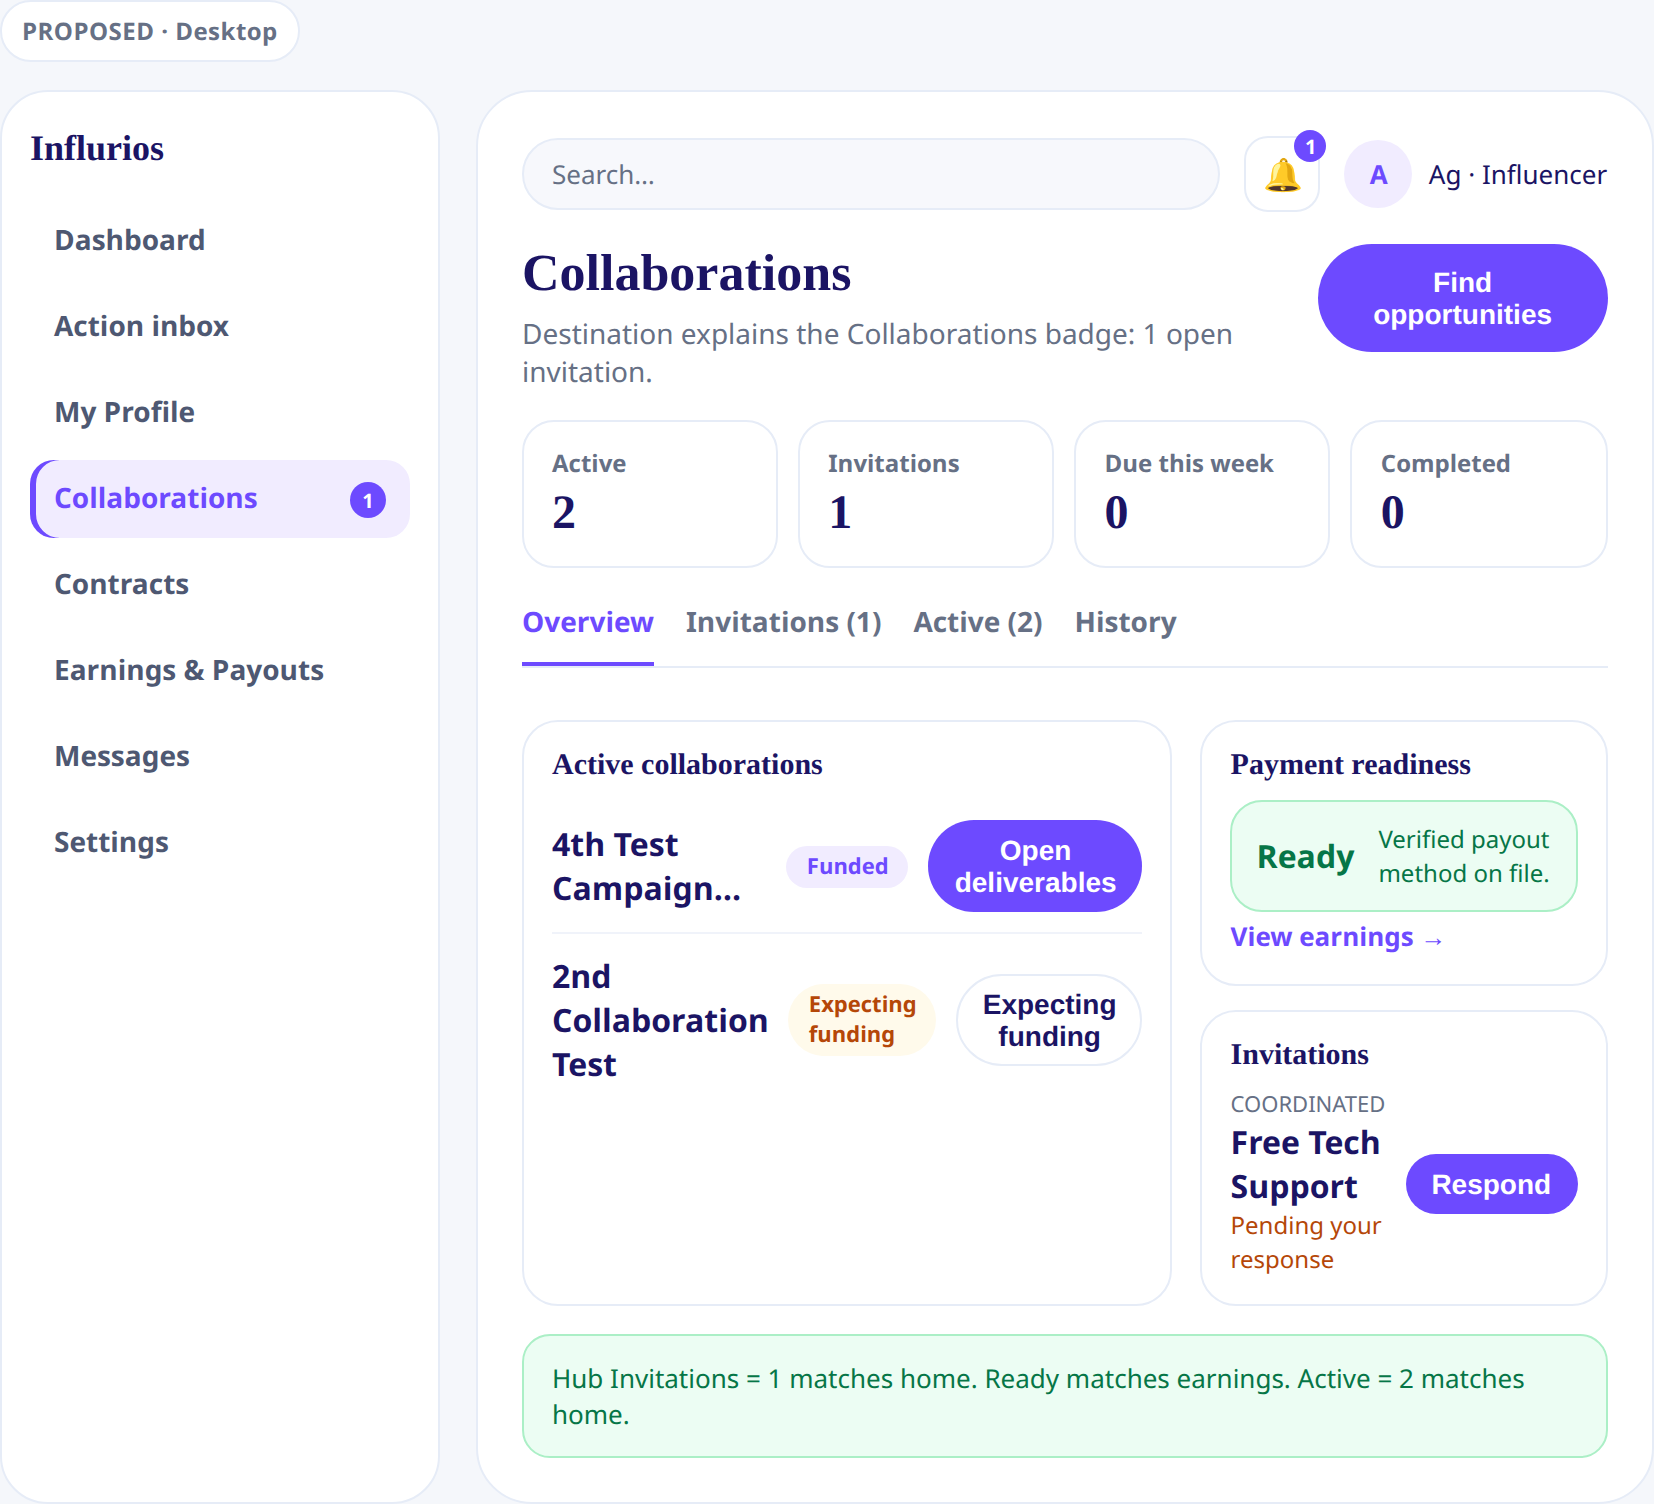 PROPOSED · Desktop
Influrios
Dashboard
Action inbox
My Profile
Collaborations 1
Contracts
Earnings & Payouts
Messages
Settings
Search...
1
A
Ag · Influencer
Collaborations
Destination explains the Collaborations badge: 1 open
invitation.
Find
opportunities
Active
2
Invitations
1
Due this week
0
Completed
0
Overview
Invitations (1)
Active (2)
History
Active collaborations
4th Test
Campaign...
Funded
Open
deliverables
2nd
Collaboration
Test
Expecting
funding
Expecting
funding
Payment readiness
Ready
Verified payout
method on file.
View earnings →
Invitations
COORDINATED
Free Tech
Support
Pending your
response
Respond
Hub Invitations = 1 matches home. Ready matches earnings. Active = 2 matches
home.